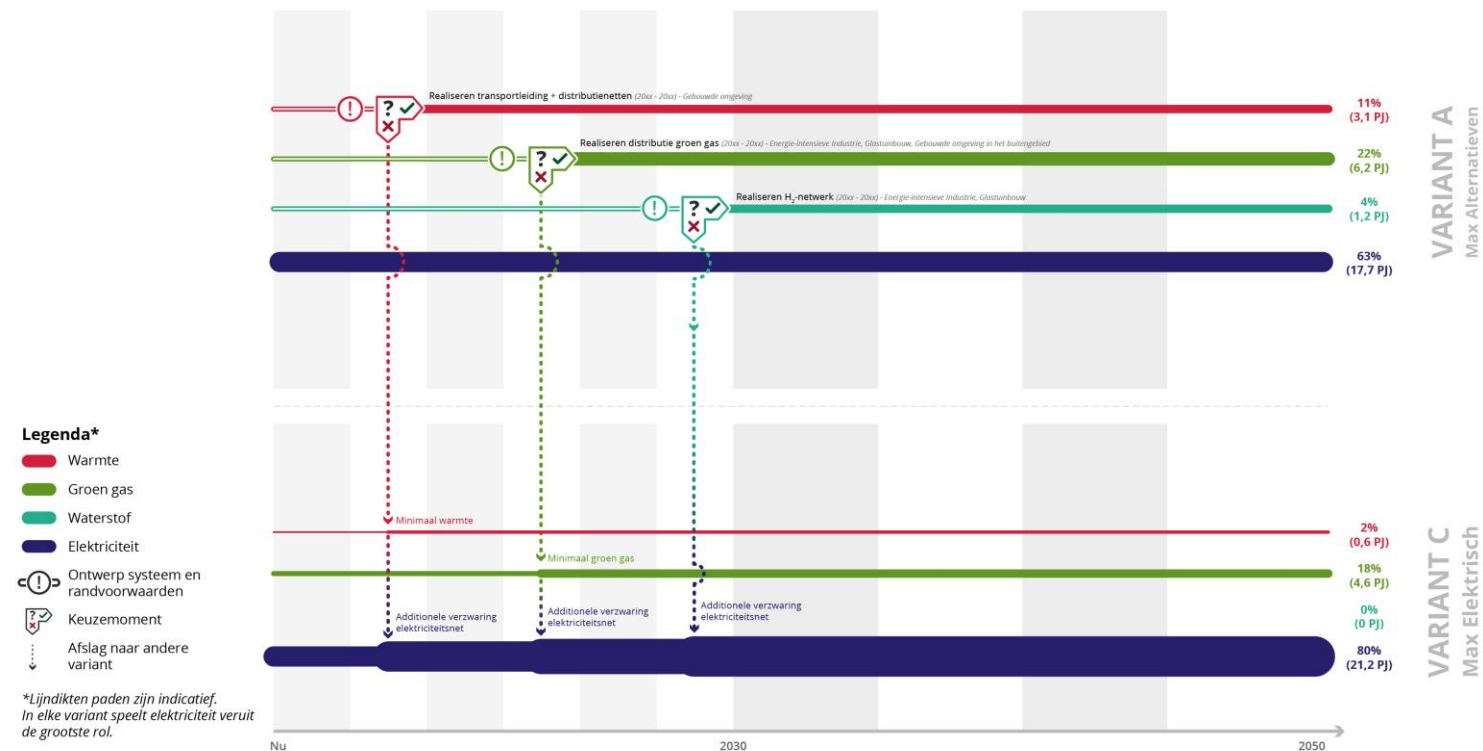 Realiseren transportleiding + distributienetten (20xx - 20xx) - Gebouwde omgeving
11%
(3,1 PJ)
Realiseren distributie groen gas (20xx - 20xx) - Energie-intensieve Industrie, Glastuinbouw, Gebouwde omgeving in het buitengebied
22%
(6,2 PJ)
Realiseren H₂-netwerk (20xx - 20xx) - Energie-intensieve Industrie, Glastuinbouw
4%
(1,2 PJ)
63%
(17,7 PJ)
VARIANT A
Max Alternatieven
Legenda*
Warmte
Groen gas
Waterstof
Elektriciteit
Ontwerp systeem en
randvoorwaarden
Keuzemoment
Afslag naar andere
variant
*Lijndikten paden zijn indicatief.
In elke variant speelt elektriciteit veruit
de grootste rol.
Minimaal warmte
2%
(0,6 PJ)
Minimaal groen gas
18%
(4,6 PJ)
0%
(0 PJ)
Additionele verzwaring
elektriciteitsnet
Additionele verzwaring
elektriciteitsnet
Additionele verzwaring
elektriciteitsnet
80%
(21,2 PJ)
VARIANT C
Max Elektrisch
Nu
2030
2050